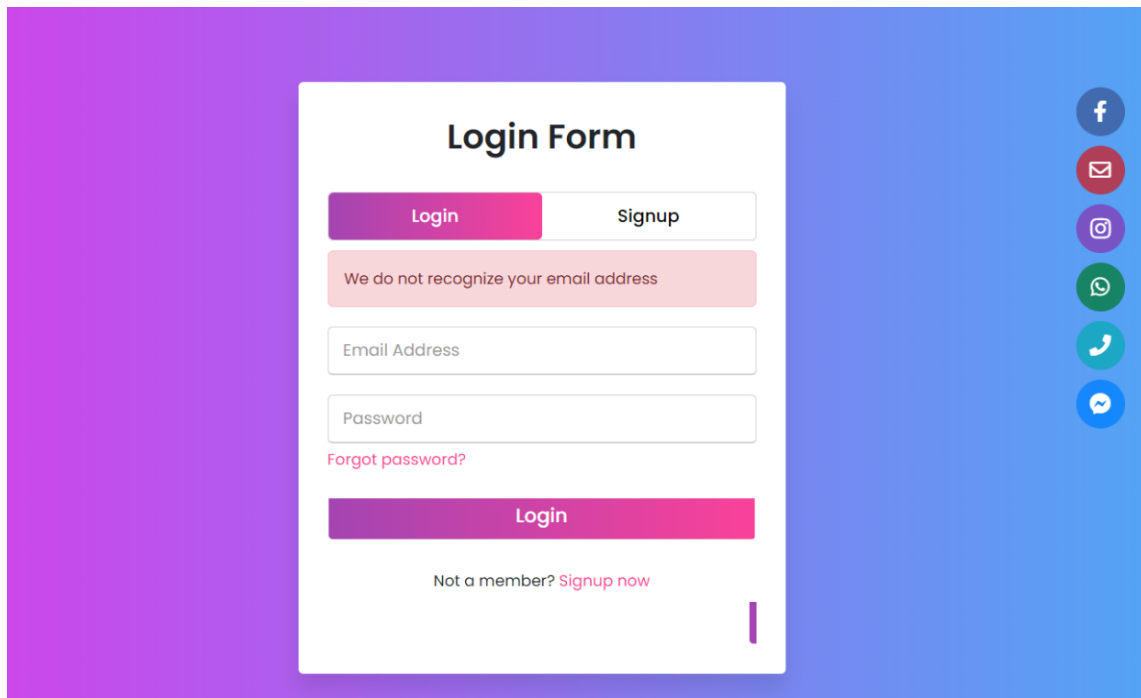 Login Form
Login Signup
We do not recognize your email address
Email Address
Password
Forgot password?
Login
Not a member? Signup now